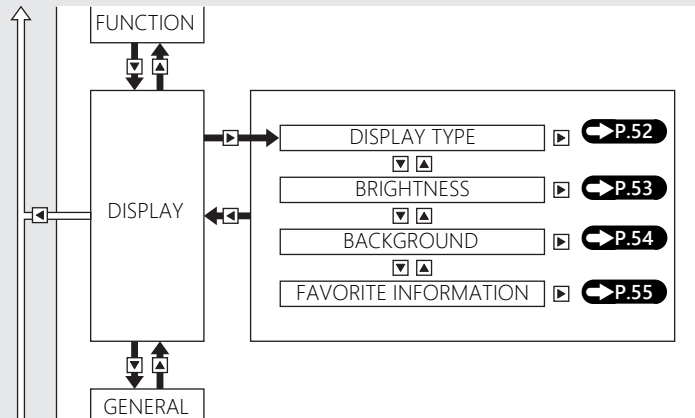 FUNCTION
DISPLAY
DISPLAY TYPE
P.52
BRIGHTNESS
P.53
BACKGROUND
P.54
FAVORITE INFORMATION
P.55
GENERAL